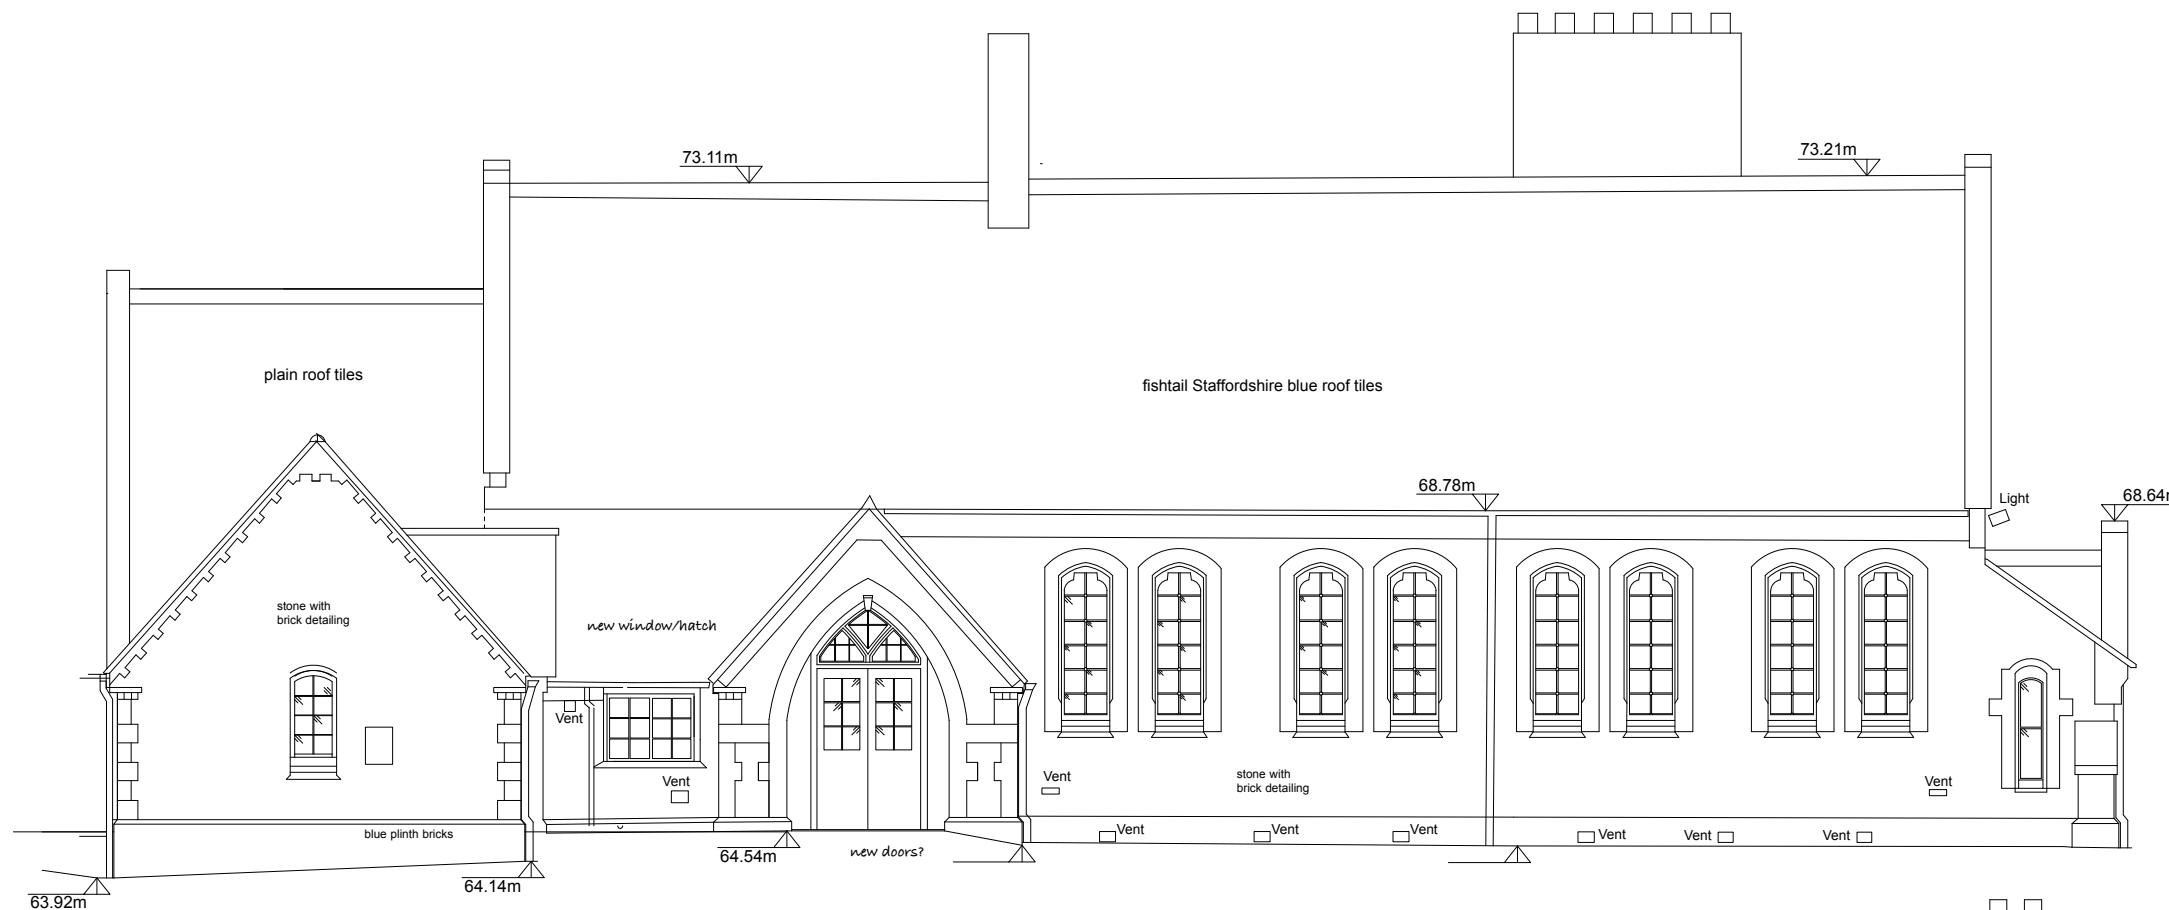 73.11m
73.21m
plain roof tiles
fishtail Staffordshire blue roof tiles
68.78m
Light
68.64m
stone with
brick detailing
new window/hatch
Vent
Vent
Vent
stone with
brick detailing
Vent
blue plinth bricks
Vent
Vent
Vent
Vent
Vent
Vent
64.54m
new doors?
64.14m
63.92m